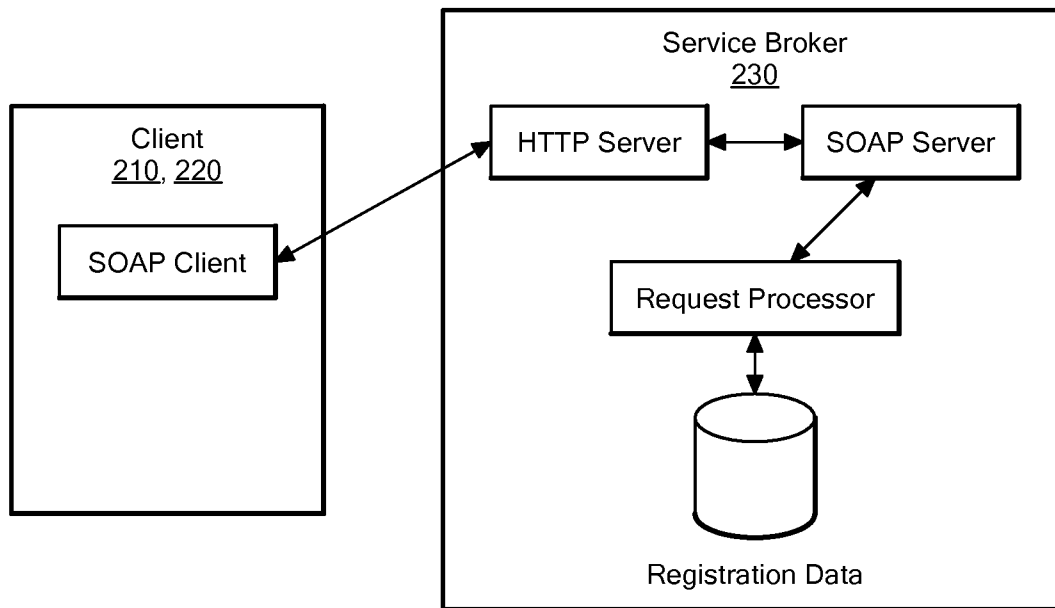 Service Broker
230
Client
210, 220
HTTP Server
SOAP Server
SOAP Client
Request Processor
Registration Data